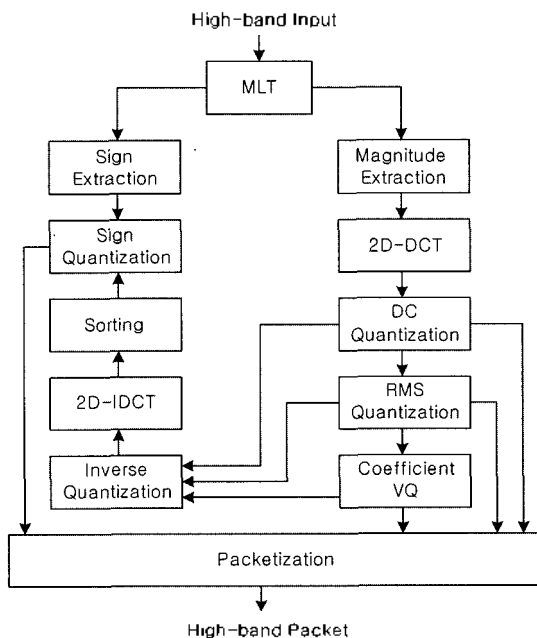 High-band Input
MLT
Sign
Extraction
Magnitude
Extraction
Sign
Quantization
2D-DCT
Sorting
DC
Quantization
2D-IDCT
RMS
Quantization
Inverse
Quantization
Coefficient
VQ
Packetization
High-band Packet